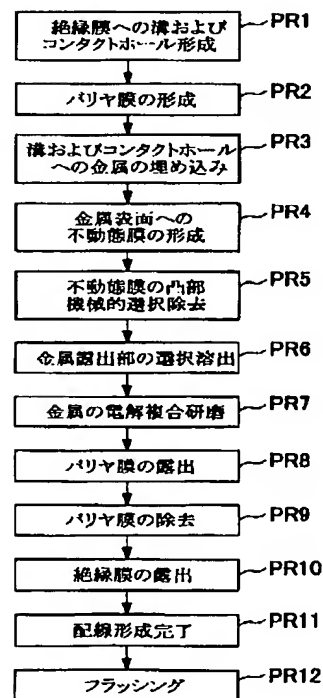 絶縁膜への溝および
コンタクトホール形成
PR1
バリヤ膜の形成
PR2
溝およびコンタクトホール
への金属の埋め込み
PR3
金属表面への
不動態膜の形成
PR4
不動態膜の凸部
機械的選択除去
PR5
金属露出部の選択溶出
PR6
金属の電解複合研磨
PR7
バリヤ膜の露出
PR8
バリヤ膜の除去
PR9
絶縁膜の露出
PR10
配線形成完了
PR11
フラッシング
PR12